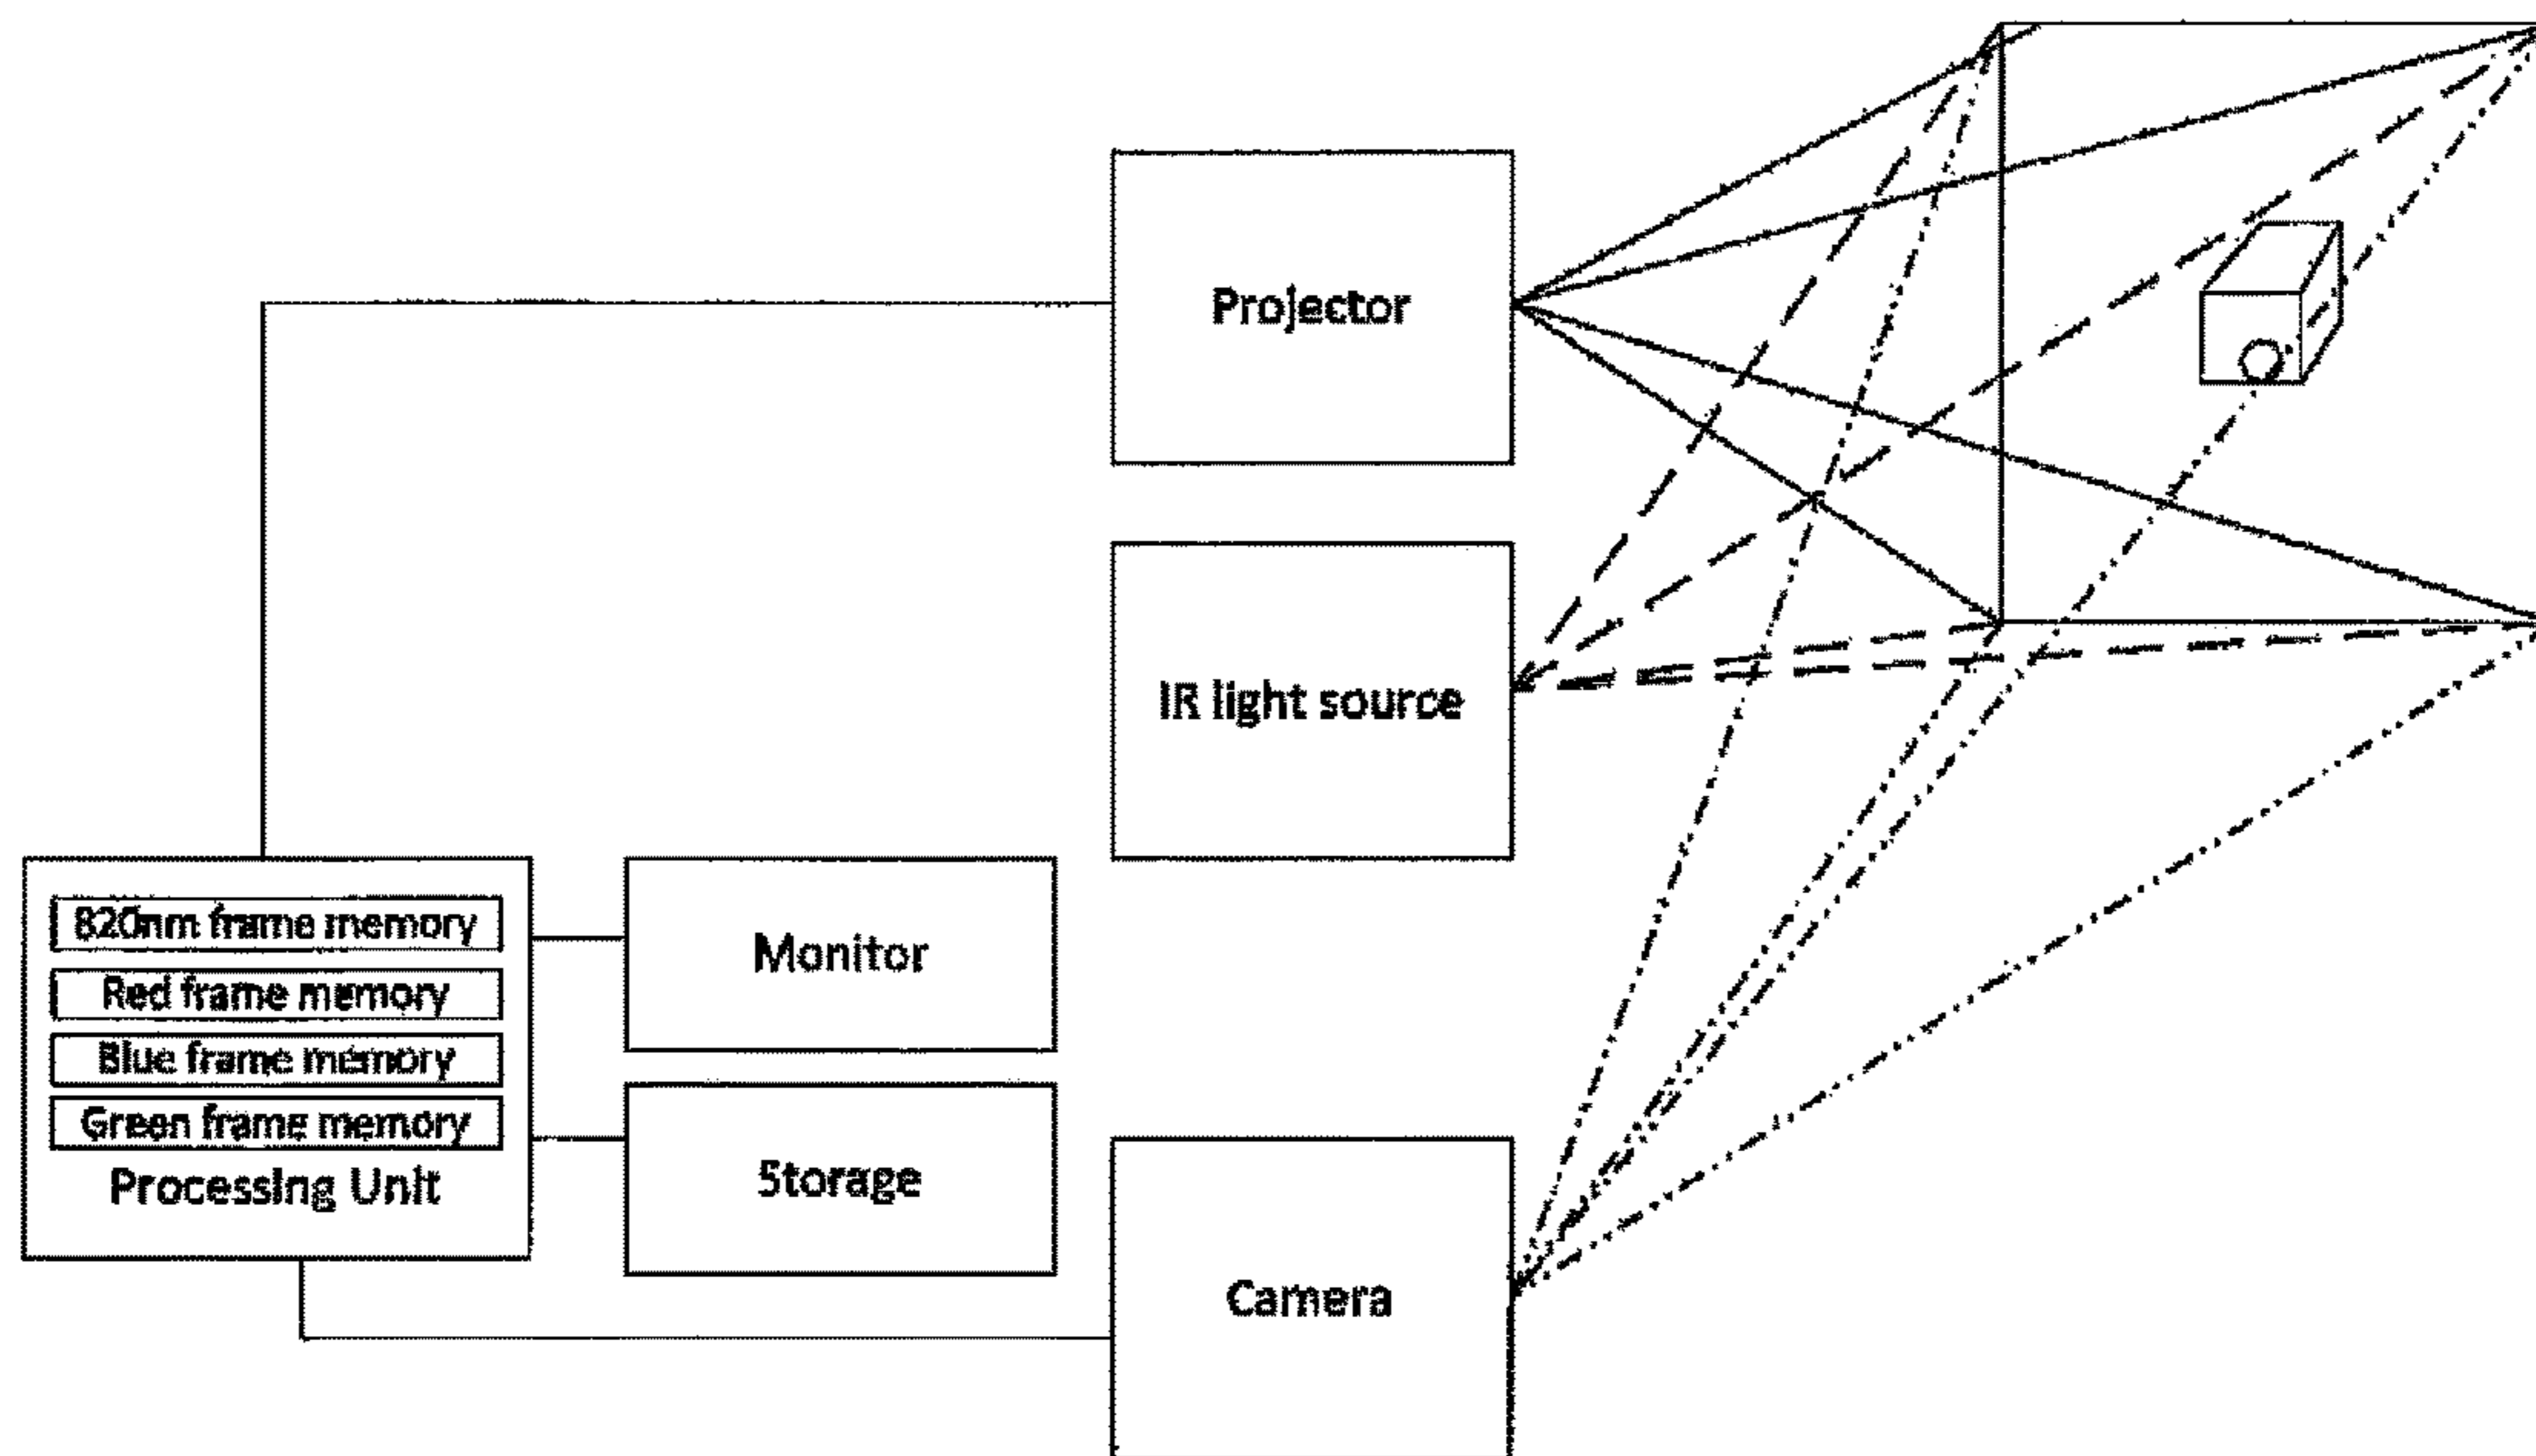 Projector
IR light source
820nm frame memory
Red frame memory
Blue frame memory
Green frame memory
Processing Unit
Monitor
Storage
Camera